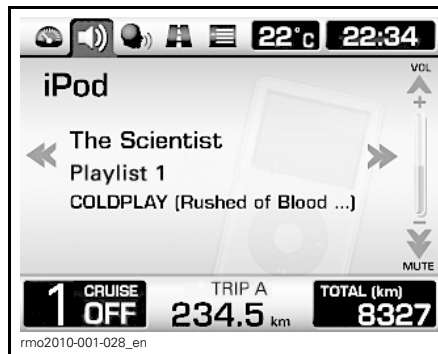 22°c 22:34
VOL
iPod
+
The Scientist
Playlist 1
COLDPLAY (Rushed of Blood ...)
−
MUTE
1 CRUISE OFF
TRIP A
234.5 km
TOTAL (km)
8327
rmo2010-001-028_en